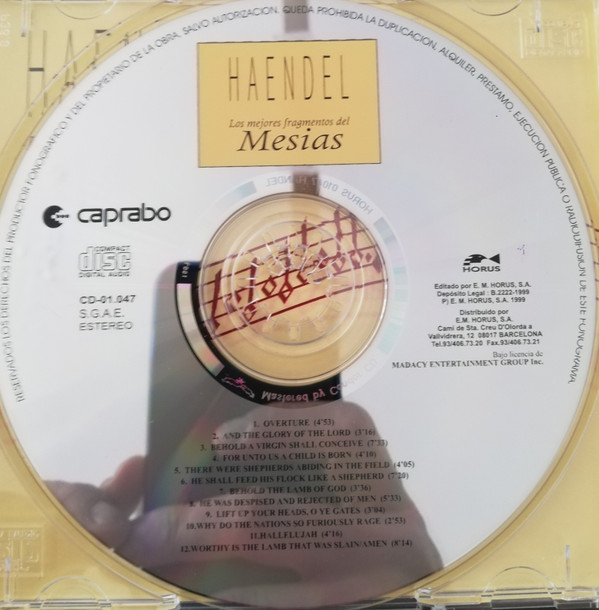 RESERVADOS LOS DERECHOS DEL PRODUCTOR FONOGRAFICO Y DEL PROPIETARIO DE LA OBRA. SALVO AUTORIZACION. QUEDA PROHIBIDA LA DUPLICACION, ALQUILER, PRESTAMO, EJECUCION PUBLICA O RADIODIFUSION DE ESTE FONOGRAMA.
HAENDEL
Los mejores fragmentos del
Mesias
caprabo
COMPACT
disc
DIGITAL AUDIO
CD-01.047
S.G.A.E.
ESTEREO
HORUS
Editado por E. M. HORUS, S.A.
Depósito Legal : B.2222-1999
P) E. M. HORUS, S.A. 1999
Distribuido por
E.M. HORUS, S.A.
Camí de Sta. Creu D'Olorda a
Vallvidrera, 12 08017 BARCELONA
Tel.93/406.73.20 Fax.93/406.73.21
Bajo licencia de
MADACY ENTERTAINMENT GROUP Inc.
HORUS 01047 HANDEL
Mastered by
1. OVERTURE (4'53)
2. AND THE GLORY OF THE LORD (3'16)
3. BEHOLD A VIRGIN SHALL CONCEIVE (7'33)
4. FOR UNTO US A CHILD IS BORN (4'10)
5. THERE WERE SHEPHERDS ABIDING IN THE FIELD (4'05)
6. HE SHALL FEED HIS FLOCK LIKE A SHEPHERD (7'20)
7. BEHOLD THE LAMB OF GOD (3'36)
8. HE WAS DESPISED AND REJECTED OF MEN (5'33)
9. LIFT UP YOUR HEADS, O YE GATES (3'04)
10.WHY DO THE NATIONS SO FURIOUSLY RAGE (2'53)
11.HALLELUJAH (4'16)
12.WORTHY IS THE LAMB THAT WAS SLAIN/AMEN (8'14)